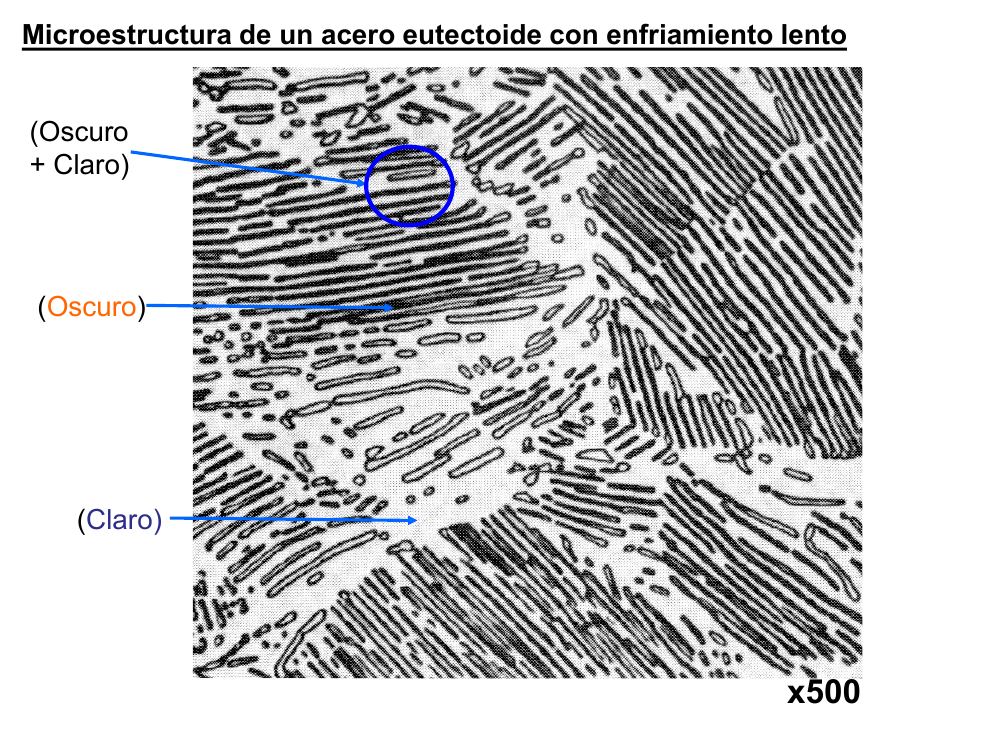 Microestructura de un acero eutectoide con enfriamiento lento
(Oscuro
+ Claro)
(Oscuro)
(Claro)
x500